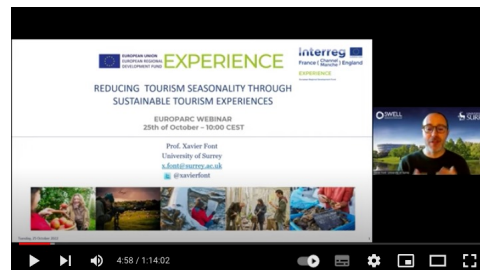 EUROPEAN UNION
EUROPEAN REGIONAL
DEVELOPMENT FUND
EXPERIENCE
Interreg
France ( Channel Manche ) England
EXPERIENCE
REDUCING TOURISM SEASONALITY THROUGH
SUSTAINABLE TOURISM EXPERIENCES
EUROPARC WEBINAR
25th of October – 10:00 CEST
Prof. Xavier Font
University of Surrey
s.font@surrey.ac.uk
@xavierfont
SWELL
4:58 / 1:14:02